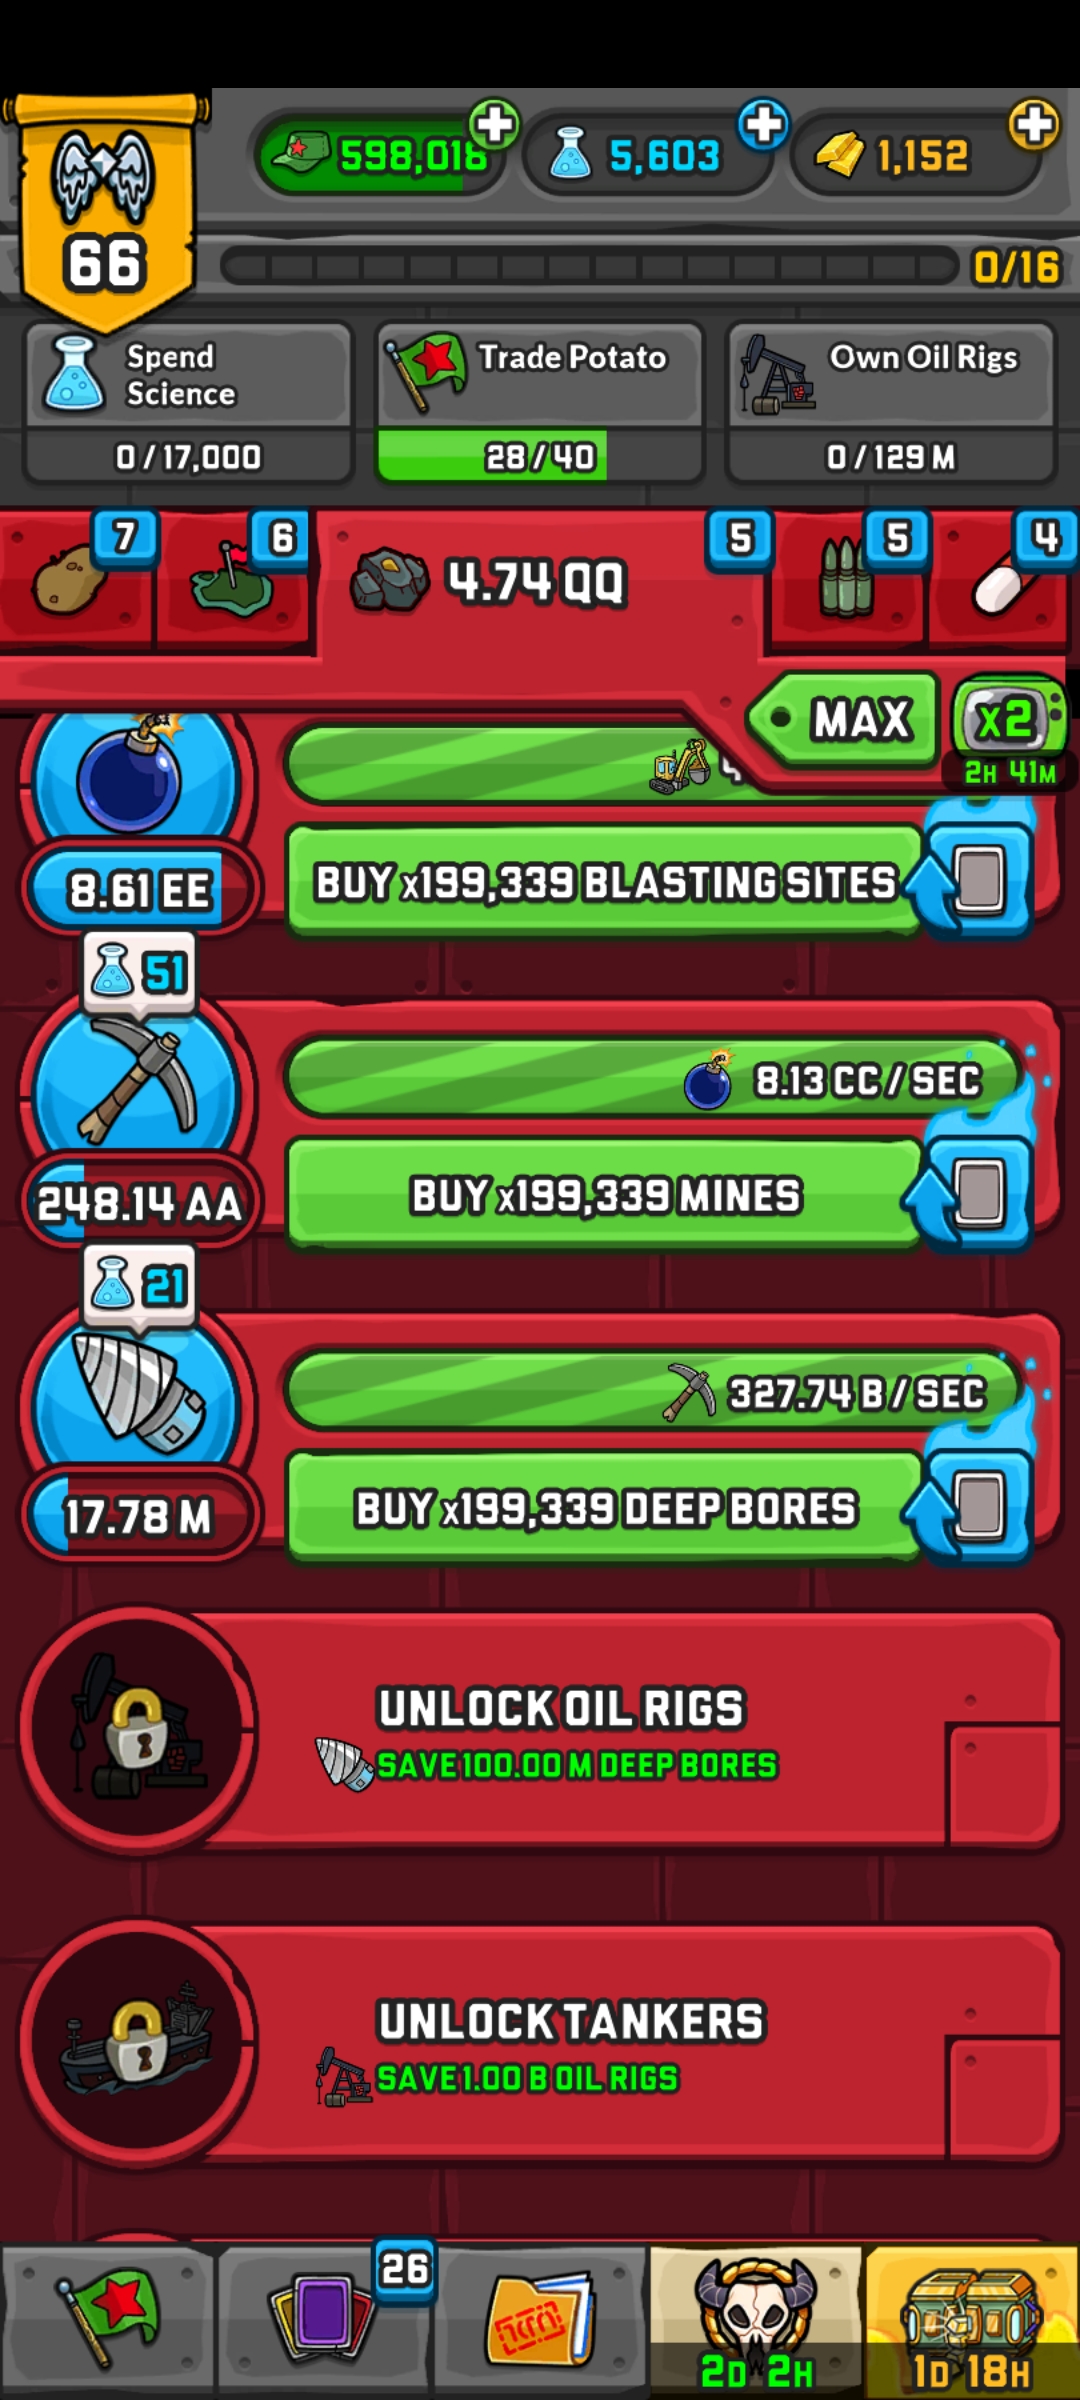 598,018
5,603
1,152
66
0/16
Spend
Science
0/17,000
Trade Potato
28/40
Own Oil Rigs
0/129 M
7
6
4.74 QQ
5
5
4
MAX
X2
2H 41M
8.61 EE
BUY x199,339 BLASTING SITES
51
8.13 CC/SEC
248.14 AA
BUY x199,339 MINES
21
327.74 B/SEC
17.78 M
BUY x199,339 DEEP BORES
UNLOCK OIL RIGS
SAVE 100.00 M DEEP BORES
UNLOCK TANKERS
SAVE 1.00 B OIL RIGS
26
2D 2H
1D 18H